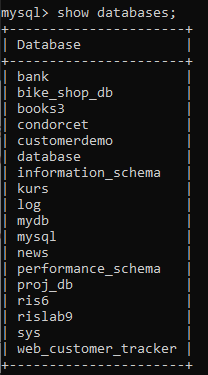 mysql> show databases;
+--------------------+
| Database |
+--------------------+
| bank |
| bike_shop_db |
| books3 |
| condorcet |
| customerdemo |
| database |
| information_schema |
| kurs |
| log |
| mydb |
| mysql |
| news |
| performance_schema |
| proj_db |
| ris6 |
| rislab9 |
| sys |
| web_customer_tracker |
+--------------------+